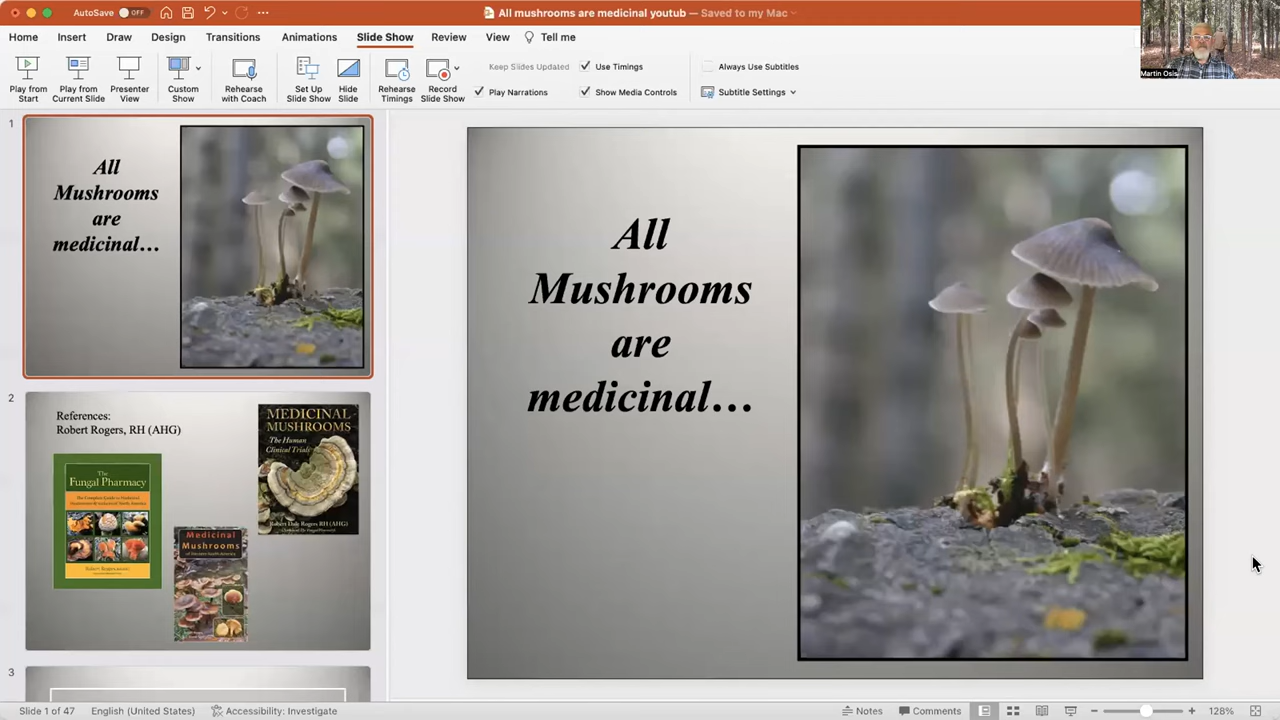 AutoSave OFF
All mushrooms are medicinal youtub — Saved to my Mac
Home Insert Draw Design Transitions Animations Slide Show Review View Tell me
Play from Start
Play from Current Slide
Presenter View
Custom Show
Rehearse with Coach
Set Up Slide Show
Hide Slide
Keep Slides Updated
Play Narrations
Rehearse Timings
Record Slide Show
Use Timings
Show Media Controls
Always Use Subtitles
Subtitle Settings
Martin Osis
1
All
Mushrooms
are
medicinal…
2
References:
Robert Rogers, RH (AHG)
The
Fungal Pharmacy
MEDICINAL
MUSHROOMS
The Human
Clinical Trials
Robert Dale Rogers RH (AHG)
Medicinal
Mushrooms
3
All
Mushrooms
are
medicinal…
Slide 1 of 47 English (United States) Accessibility: Investigate
Notes Comments 128%